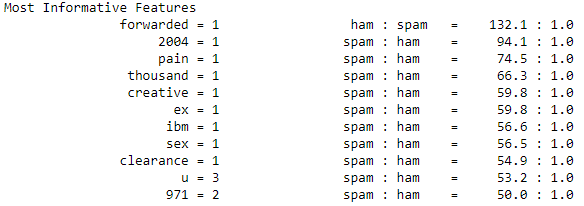 Most Informative Features
forwarded = 1 ham : spam = 132.1 : 1.0
2004 = 1 spam : ham = 94.1 : 1.0
pain = 1 spam : ham = 74.5 : 1.0
thousand = 1 spam : ham = 66.3 : 1.0
creative = 1 spam : ham = 59.8 : 1.0
ex = 1 spam : ham = 59.8 : 1.0
ibm = 1 spam : ham = 56.6 : 1.0
sex = 1 spam : ham = 56.5 : 1.0
clearance = 1 spam : ham = 54.9 : 1.0
u = 3 spam : ham = 53.2 : 1.0
971 = 2 spam : ham = 50.0 : 1.0